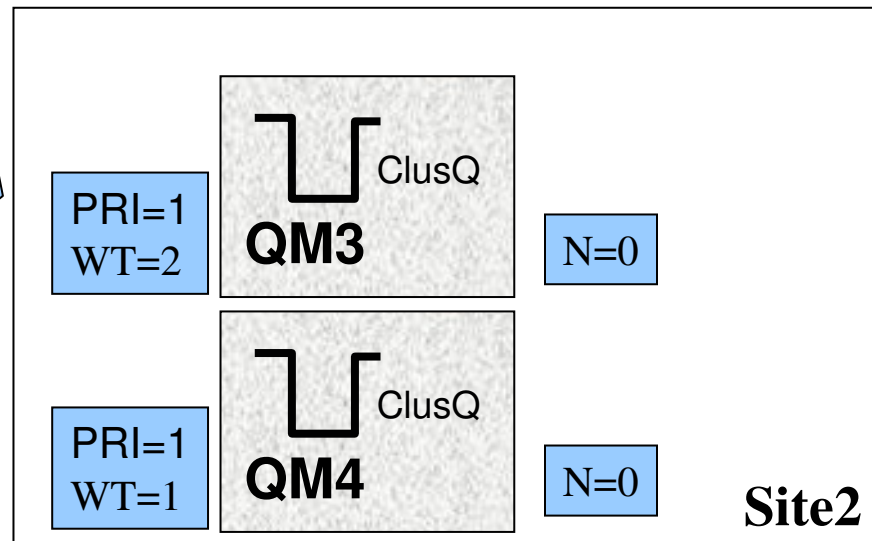 ClusQ
PRI=1
WT=2
QM3
N=0
ClusQ
PRI=1
WT=1
QM4
N=0
Site2